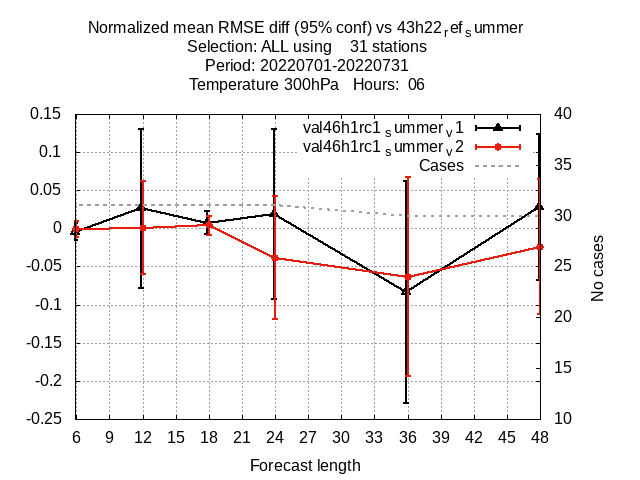 Normalized mean RMSE diff (95% conf) vs 43h22refsummer
Selection: ALL using 31 stations
Period: 20220701-20220731
Temperature 300hPa Hours: 06
val46h1rc1summerv1
val46h1rc1summerv2
Cases
0.15
0.1
0.05
0
-0.05
-0.1
-0.15
-0.2
-0.25
40
35
30
25
20
15
10
No cases
6 9 12 15 18 21 24 27 30 33 36 39 42 45 48
Forecast length